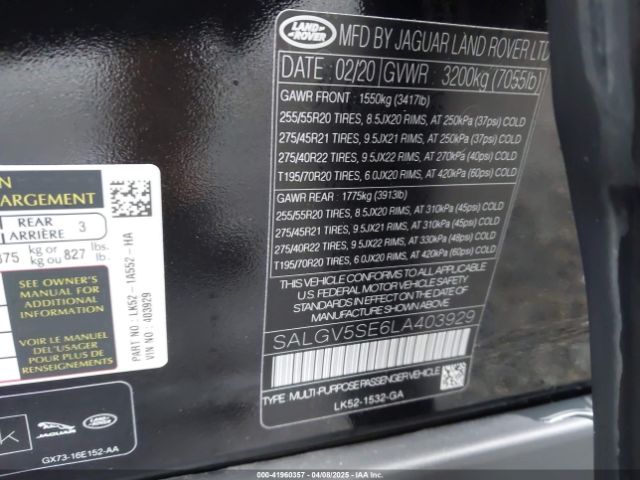 LAND ROVER
MFD BY JAGUAR LAND ROVER LTD
DATE : 02/20 GVWR : 3200kg (7055lb)
GAWR FRONT : 1550kg (3417lb)
255/55R20 TIRES, 8.5JX20 RIMS, AT 250kPa (37psi) COLD
275/45R21 TIRES, 9.5JX21 RIMS, AT 250kPa (37psi) COLD
275/40R22 TIRES, 9.5JX22 RIMS, AT 270kPa (40psi) COLD
T195/70R20 TIRES, 6.0JX20 RIMS, AT 420kPa (60psi) COLD
GAWR REAR : 1775kg (3913lb)
255/55R20 TIRES, 8.5JX20 RIMS, AT 310kPa (45psi) COLD
275/45R21 TIRES, 9.5JX21 RIMS, AT 310kPa (45psi) COLD
275/40R22 TIRES, 9.5JX22 RIMS, AT 330kPa (48psi) COLD
T195/70R20 TIRES, 6.0JX20 RIMS, AT 420kPa (60psi) COLD
THIS VEHICLE CONFORMS TO ALL APPLICABLE
U.S. FEDERAL MOTOR VEHICLE SAFETY
STANDARDS IN EFFECT ON THE DATE OF
MANUFACTURE SHOWN ABOVE
SALGV5SE6LA403929
TYPE : MULTI-PURPOSE PASSENGER VEHICLE
LK52-1532-GA
ARGEMENT
REAR
ARRIÈRE 3
375 kg or 827 lbs.
kg ou lb.
SEE OWNER'S
MANUAL FOR
ADDITIONAL
INFORMATION
VOIR LE MANUEL
DE L'USAGER
POUR PLUS DE
RENSEIGNEMENTS
PART NO : LK52-1A552-HA
VIN NO : 403929
k
JAGUAR
LAND ROVER
GX73-16E152-AA
000-41960357 - 04/08/2025 - IAAI.COM